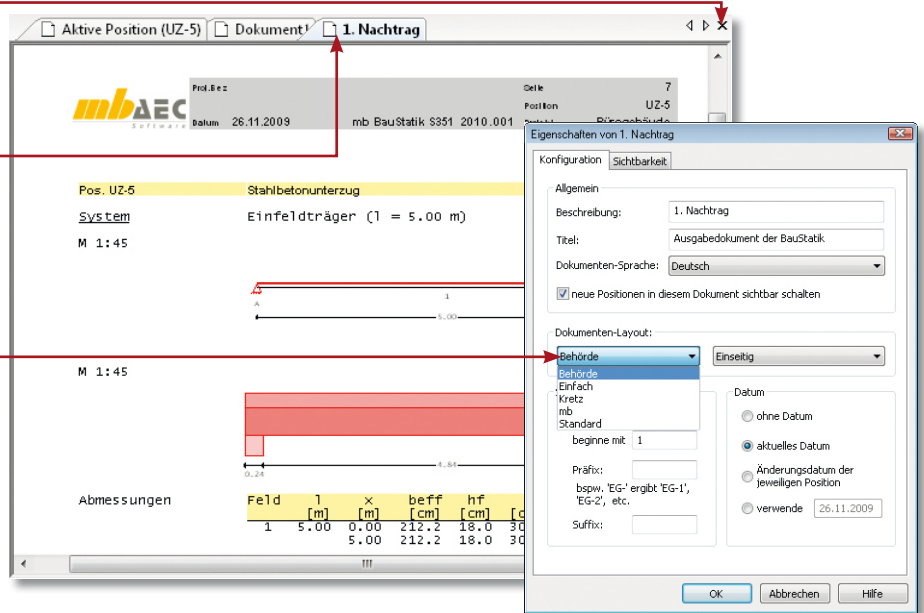 Aktive Position (UZ-5)
Dokument
1. Nachtrag
Proj.Bez
Seite 7
Position UZ-5
mbAEC
Software
Datum 26.11.2009 mb BauStatik S351 2010.001
Bürogebäude
Pos. UZ-5 Stahlbetonunterzug
System Einfeldträger (l = 5.00 m)
M 1:45
A
1
5.00
M 1:45
4.84
0.24
Abmessungen Feld l x beff hf
[m] [m] [cm] [cm]
1 5.00 0.00 212.2 18.0
5.00 212.2 18.0
Eigenschaften von 1. Nachtrag
Konfiguration Sichtbarkeit
Allgemein
Beschreibung: 1. Nachtrag
Titel: Ausgabedokument der BauStatik
Dokumenten-Sprache: Deutsch
neue Positionen in diesem Dokument sichtbar schalten
Dokumenten-Layout:
Behörde Einseitig
Behörde
Einfach
Kretz
mb
Standard
beginne mit 1
Präfix:
bspw. 'EG-' ergibt 'EG-1',
'EG-2', etc.
Suffix:
Datum
ohne Datum
aktuelles Datum
Änderungsdatum der
jeweiligen Position
verwende 26.11.2009
OK Abbrechen Hilfe